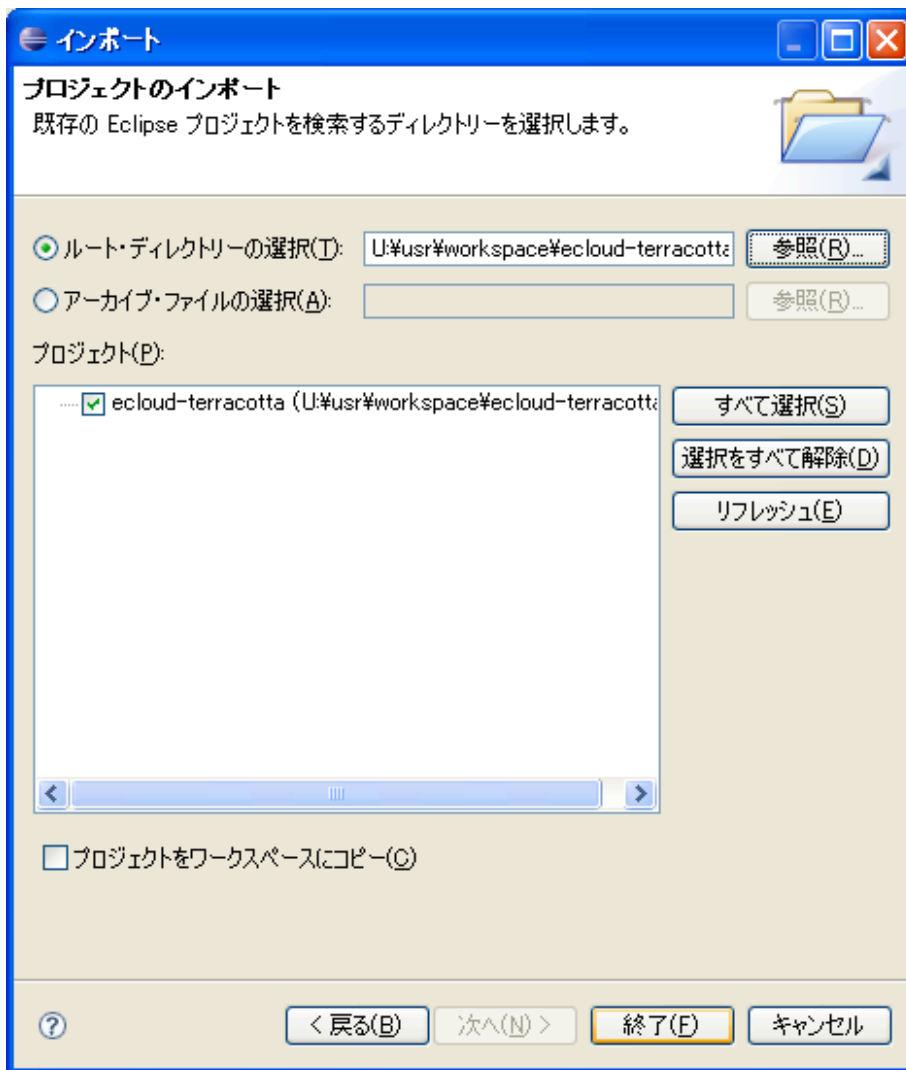 インポート
プロジェクトのインポート
既存の Eclipse プロジェクトを検索するディレクトリーを選択します。
ルート・ディレクトリーの選択(T): U:¥usr¥workspace¥ecloud-terracotta 参照(R)...
アーカイブ・ファイルの選択(A): 参照(R)...
プロジェクト(P):
ecloud-terracotta (U:¥usr¥workspace¥ecloud-terracotta すべて選択(S)
選択をすべて解除(D)
リフレッシュ(E)
プロジェクトをワークスペースにコピー(C)
? < 戻る(B) 次へ(N) > 終了(F) キャンセル